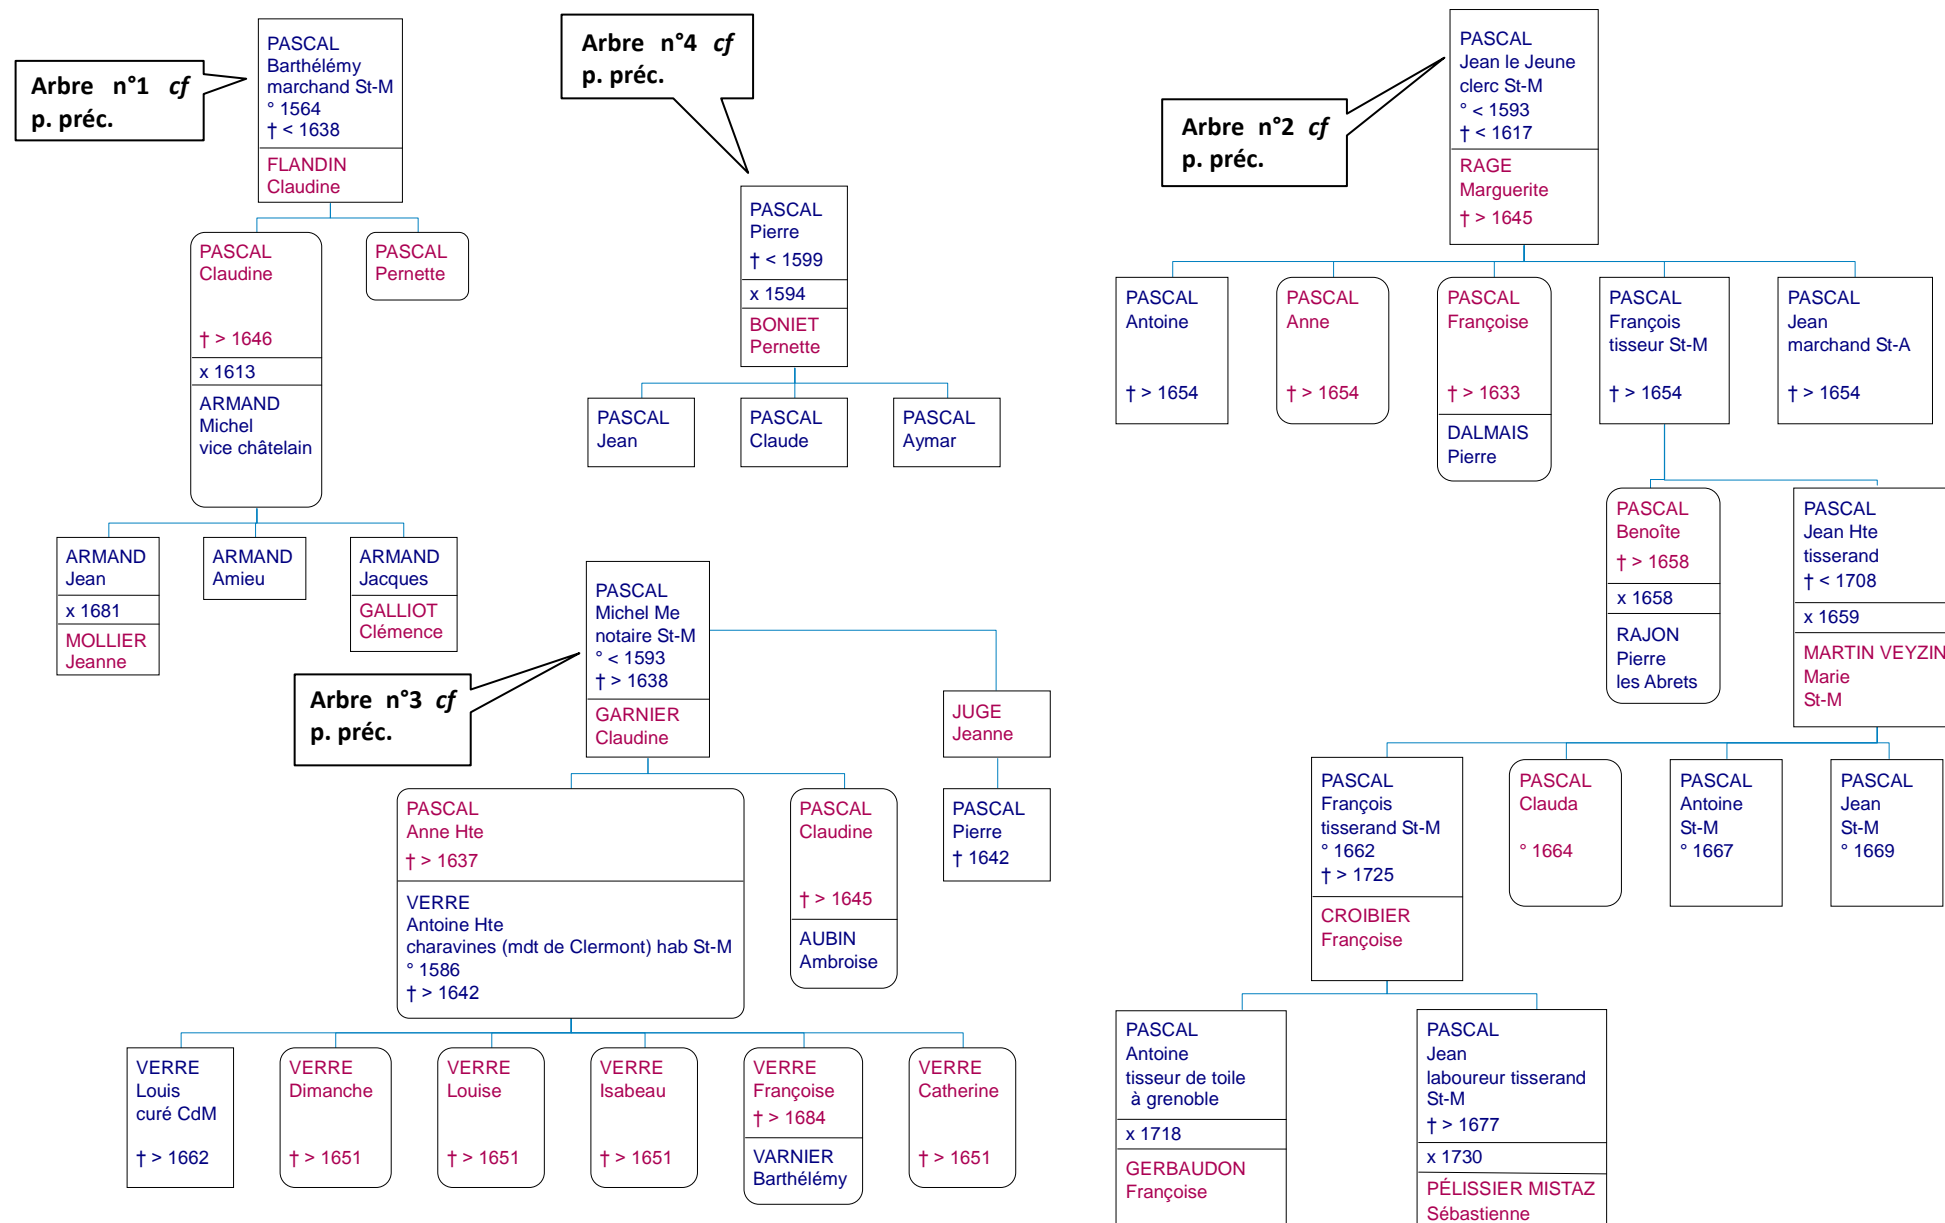 Arbre n°1 cf
p. préc.
PASCAL
Barthélémy
marchand St-M
° 1564
† < 1638
FLANDIN
Claudine
PASCAL
Claudine
† > 1646
x 1613
ARMAND
Michel
vice châtelain
PASCAL
Pernette
ARMAND
Jean
x 1681
MOLLIER
Jeanne
ARMAND
Amieu
ARMAND
Jacques
GALLIOT
Clémence
Arbre n°4 cf
p. préc.
PASCAL
Pierre
† < 1599
x 1594
BONIET
Pernette
PASCAL
Jean
PASCAL
Claude
PASCAL
Aymar
Arbre n°3 cf
p. préc.
PASCAL
Michel Me
notaire St-M
° < 1593
† > 1638
GARNIER
Claudine
JUGE
Jeanne
PASCAL
Anne Hte
† > 1637
VERRE
Antoine Hte
charavines (mdt de Clermont) hab St-M
° 1586
† > 1642
PASCAL
Claudine
† > 1645
AUBIN
Ambroise
PASCAL
Pierre
† 1642
VERRE
Louis
curé CdM
† > 1662
VERRE
Dimanche
† > 1651
VERRE
Louise
† > 1651
VERRE
Isabeau
† > 1651
VERRE
Françoise
† > 1684
VARNIER
Barthélémy
VERRE
Catherine
† > 1651
Arbre n°2 cf
p. préc.
PASCAL
Jean le Jeune
clerc St-M
° < 1593
† < 1617
RAGE
Marguerite
† > 1645
PASCAL
Antoine
† > 1654
PASCAL
Anne
† > 1654
PASCAL
Françoise
† > 1633
DALMAIS
Pierre
PASCAL
François
tisseur St-M
† > 1654
PASCAL
Jean
marchand St-A
† > 1654
PASCAL
Benoîte
† > 1658
x 1658
RAJON
Pierre
les Abrets
PASCAL
Jean Hte
tisserand
† < 1708
x 1659
MARTIN VEYZIN
Marie
St-M
PASCAL
François
tisserand St-M
° 1662
† > 1725
CROIBIER
Françoise
PASCAL
Clauda
° 1664
PASCAL
Antoine
St-M
° 1667
PASCAL
Jean
St-M
° 1669
PASCAL
Antoine
tisseur de toile
à grenoble
x 1718
GERBAUDON
Françoise
PASCAL
Jean
laboureur tisserand
St-M
† > 1677
x 1730
PÉLISSIER MISTAZ
Sébastienne